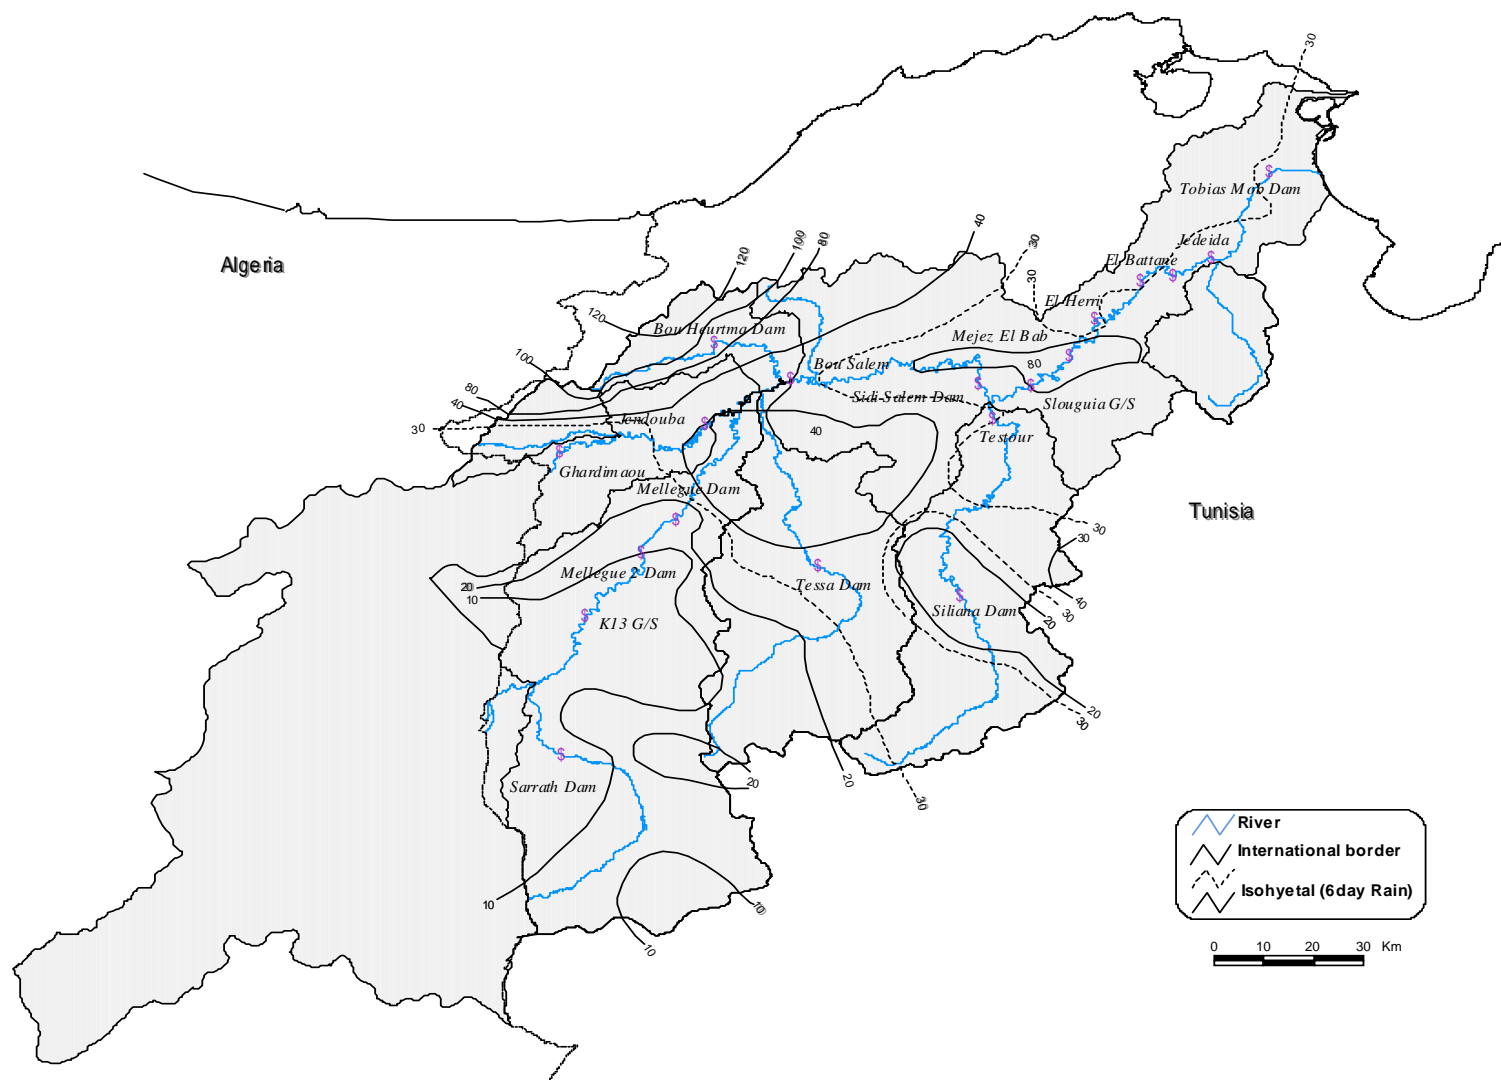 30
Tobias Mob Dam
40
30
120
100
80
Jedeida
El Battane
Algeria
30
El Herri
120
Bou Heurtma Dam
Mejez El Bab
100
Bou Salem
80
80
Sidi Salem Dam
Slouguia G/S
40
Jendouba
30
40
Testour
Ghardimaou
Mellegue Dam
Tunisia
30
30
Mellegue 2 Dam
Tessa Dam
20
10
Siliana Dam
40
30
20
K13 G/S
20
30
Sarrath Dam
20
20
30
River
International border
Isohyetal (6day Rain)
10
10
10
0 10 20 30 Km